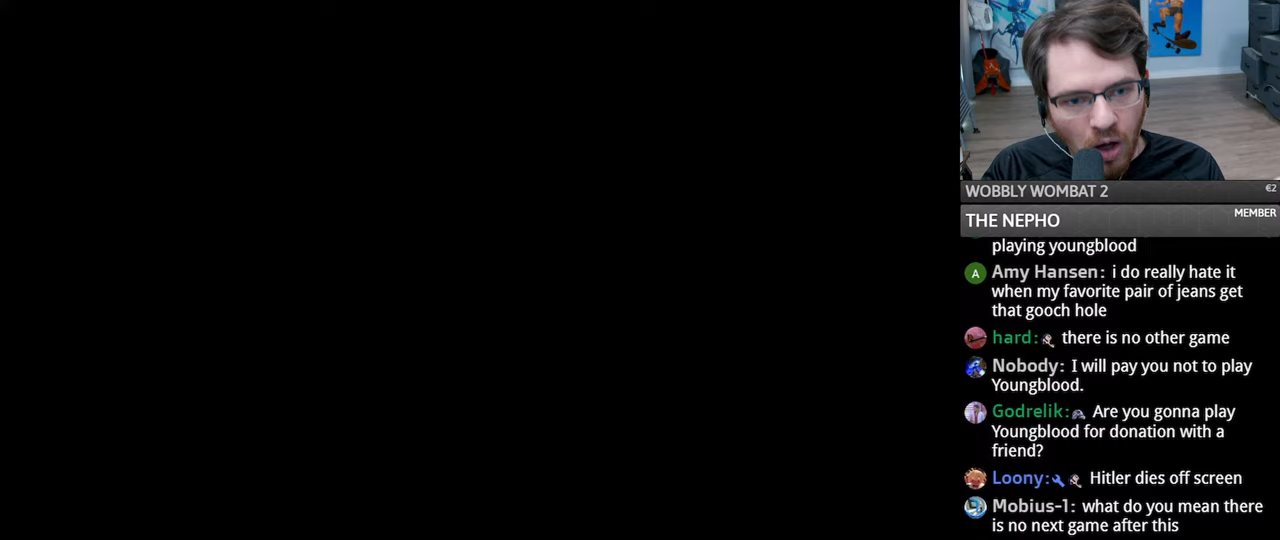 WOBBLY WOMBAT 2
€2
THE NEPHO
MEMBER
playing youngblood
A Amy Hansen: i do really hate it
when my favorite pair of jeans get
that gooch hole
hard: there is no other game
Nobody: I will pay you not to play
Youngblood.
Godrelik: Are you gonna play
Youngblood for donation with a
friend?
Loony: Hitler dies off screen
Mobius-1: what do you mean there
is no next game after this